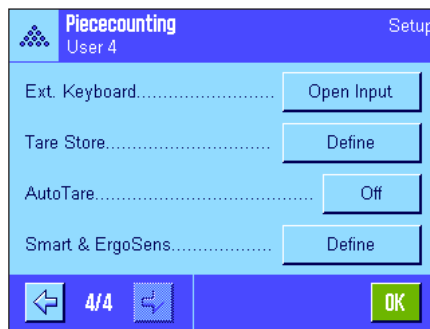 Piececounting
Setup
User 4
Ext. Keyboard........................ Open Input
Tare Store............................. Define
AutoTare...................................... Off
Smart & ErgoSens................. Define
4/4
OK